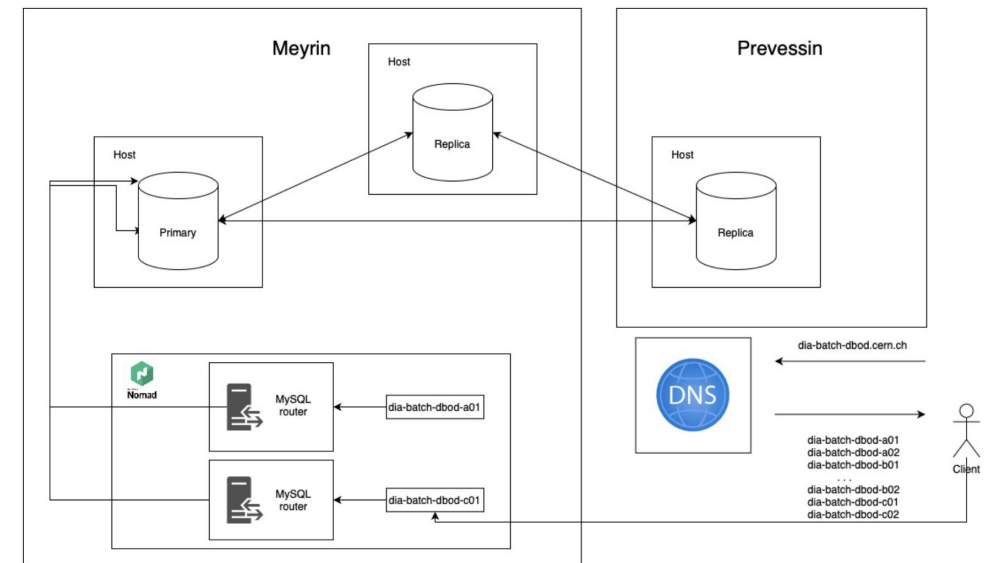 Meyrin
Prevessin
Host
Replica
Host
Primary
Host
Replica
Nomad
MySQL
router
dia-batch-dbod-a01
MySQL
router
dia-batch-dbod-c01
DNS
dia-batch-dbod.cern.ch
dia-batch-dbod-a01
dia-batch-dbod-a02
dia-batch-dbod-b01
...
dia-batch-dbod-b02
dia-batch-dbod-c01
dia-batch-dbod-c02
Client